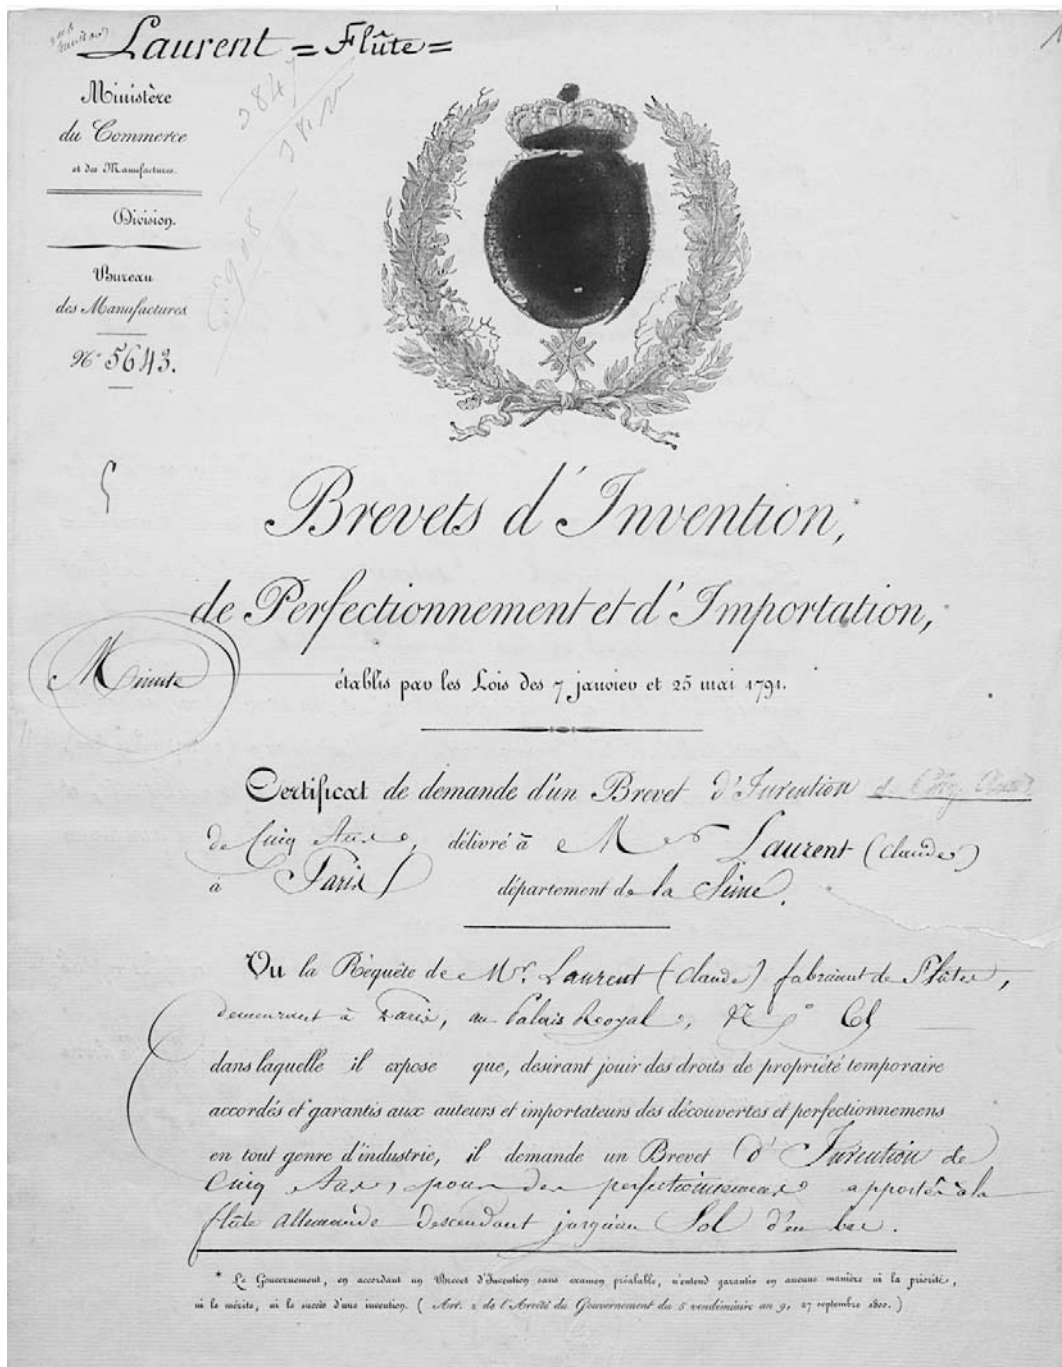 Laurent = Flûte =
1
Ministère
du Commerce
et des Manufactures.
Division.
Bureau
des Manufactures
N° 5643.
Brevets d'Invention,*
de Perfectionnement et d'Importation,
Minute
établis par les Lois des 7 janvier et 25 mai 1791.
Certificat de demande d'un Brevet d'Invention
de Cinq Ans, délivré à Laurent (Claude)
à Paris département de la Seine.
Vu la Réquête de Mr. Laurent (Claude) fabricant de Flûtes,
demeurant à Paris, au Palais Royal,
dans laquelle il expose que, désirant jouir des droits de propriété temporaire
accordés et garantis aux auteurs et importateurs des découvertes et perfectionnemens
en tout genre d'industrie, il demande un Brevet d'Invention de
Cinq Ans, pour des perfectionnemens apportés à la
flûte allemande descendant jusqu'au Sol d'en bas.
* Le Gouvernement, en accordant un Brevet d'Invention sans examen préalable, n'entend garantir en aucune manière ni la priorité,
ni le mérite, ni le succès d'une invention. (Art. 2 de l'Arrêté du Gouvernement du 5 vendémiaire an 9, 27 septembre 1800.)